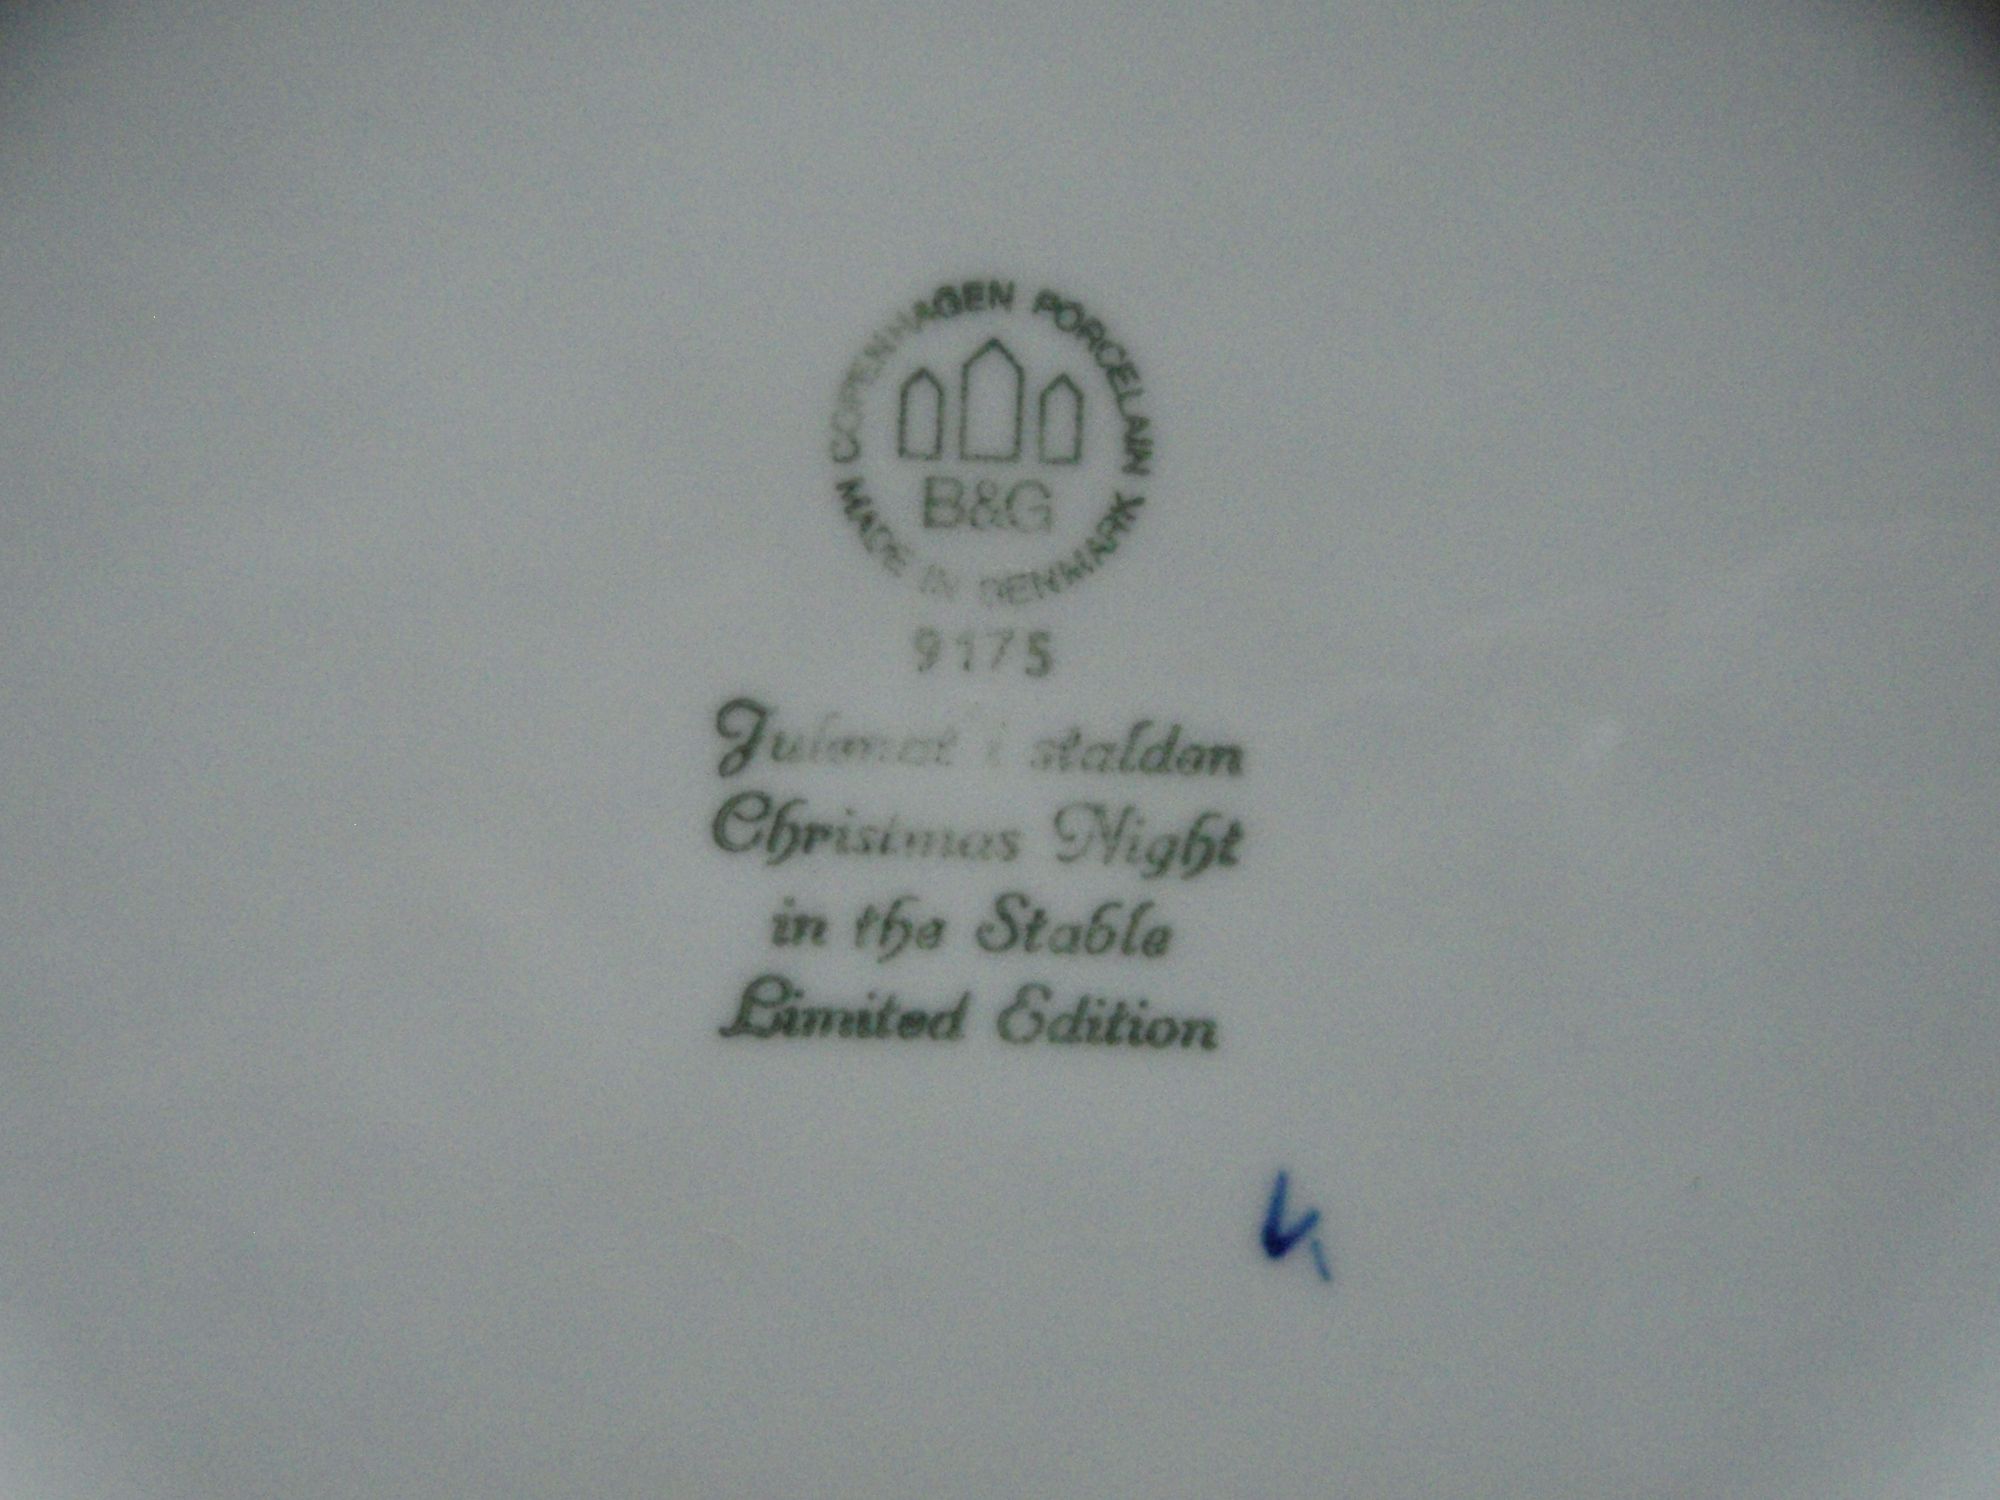 COPENHAGEN PORCELAIN
B&G
MADE IN DENMARK
9175
Julenat i stalden
Christmas Night
in the Stable
Limited Edition